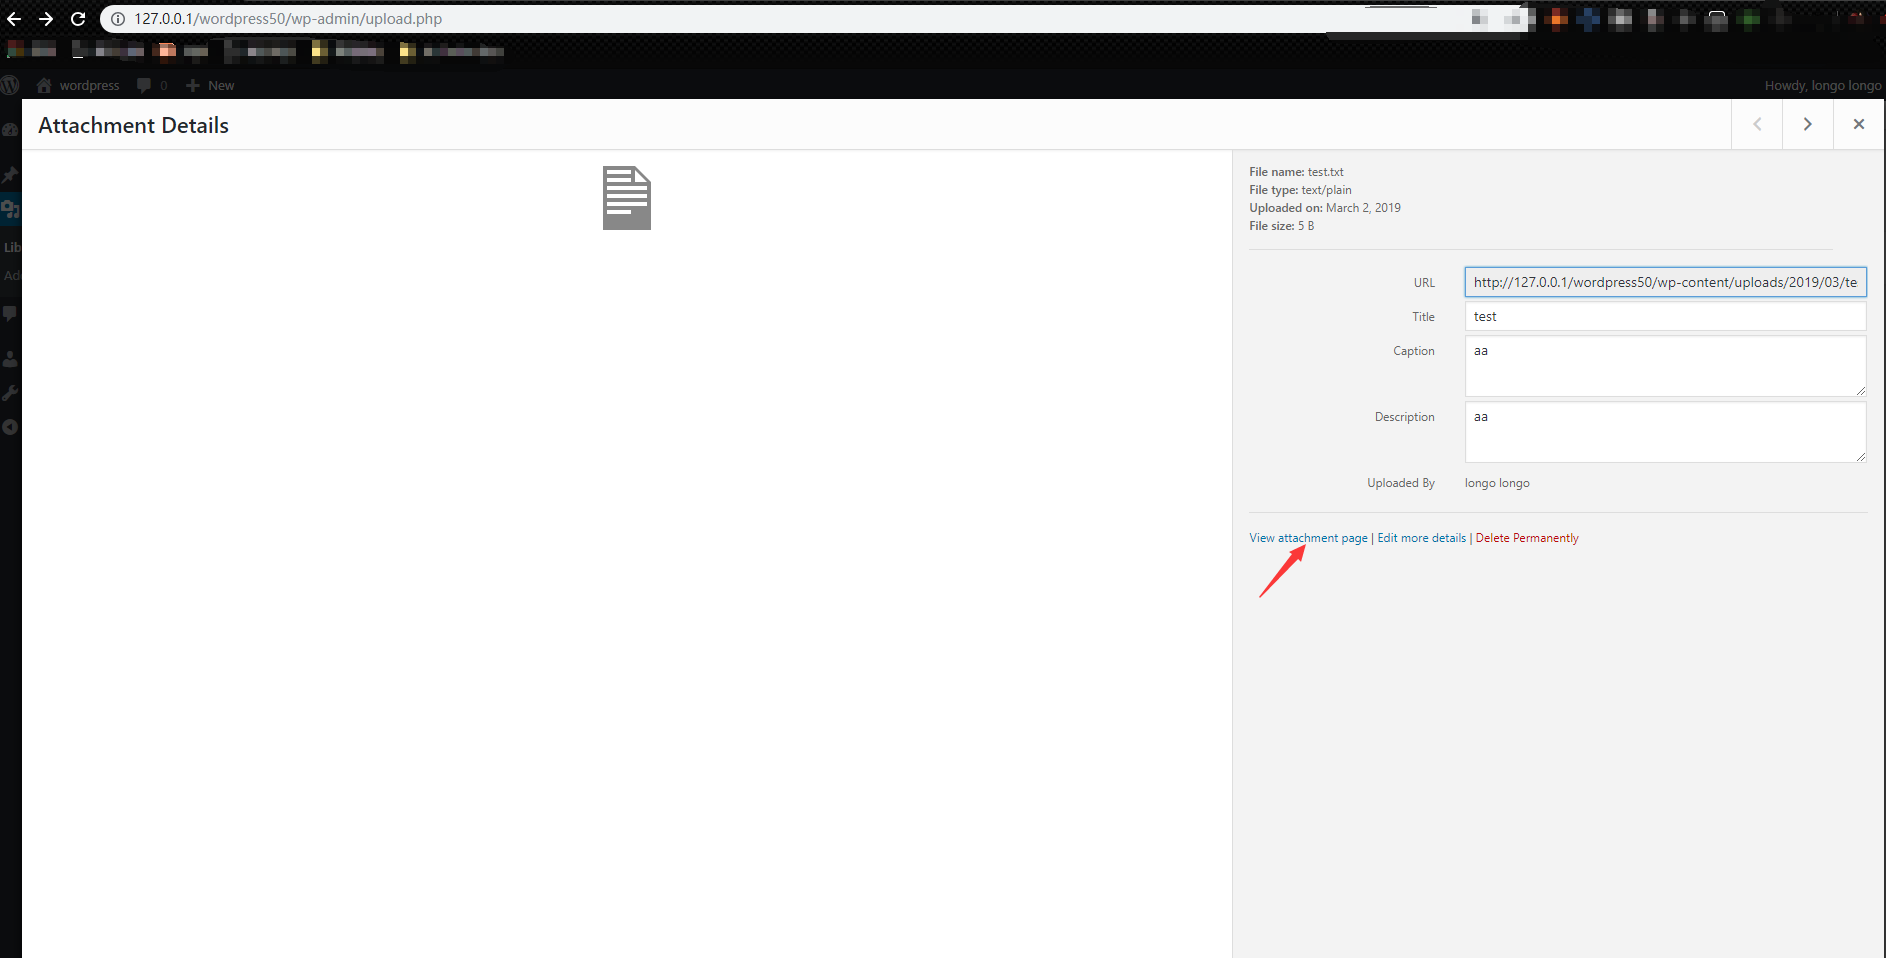 127.0.0.1/wordpress50/wp-admin/upload.php
wordpress 0 New Howdy, longo longo
Attachment Details
Lib
Ad
File name: test.txt
File type: text/plain
Uploaded on: March 2, 2019
File size: 5 B
URL http://127.0.0.1/wordpress50/wp-content/uploads/2019/03/te
Title test
Caption aa
Description aa
Uploaded By longo longo
View attachment page | Edit more details | Delete Permanently